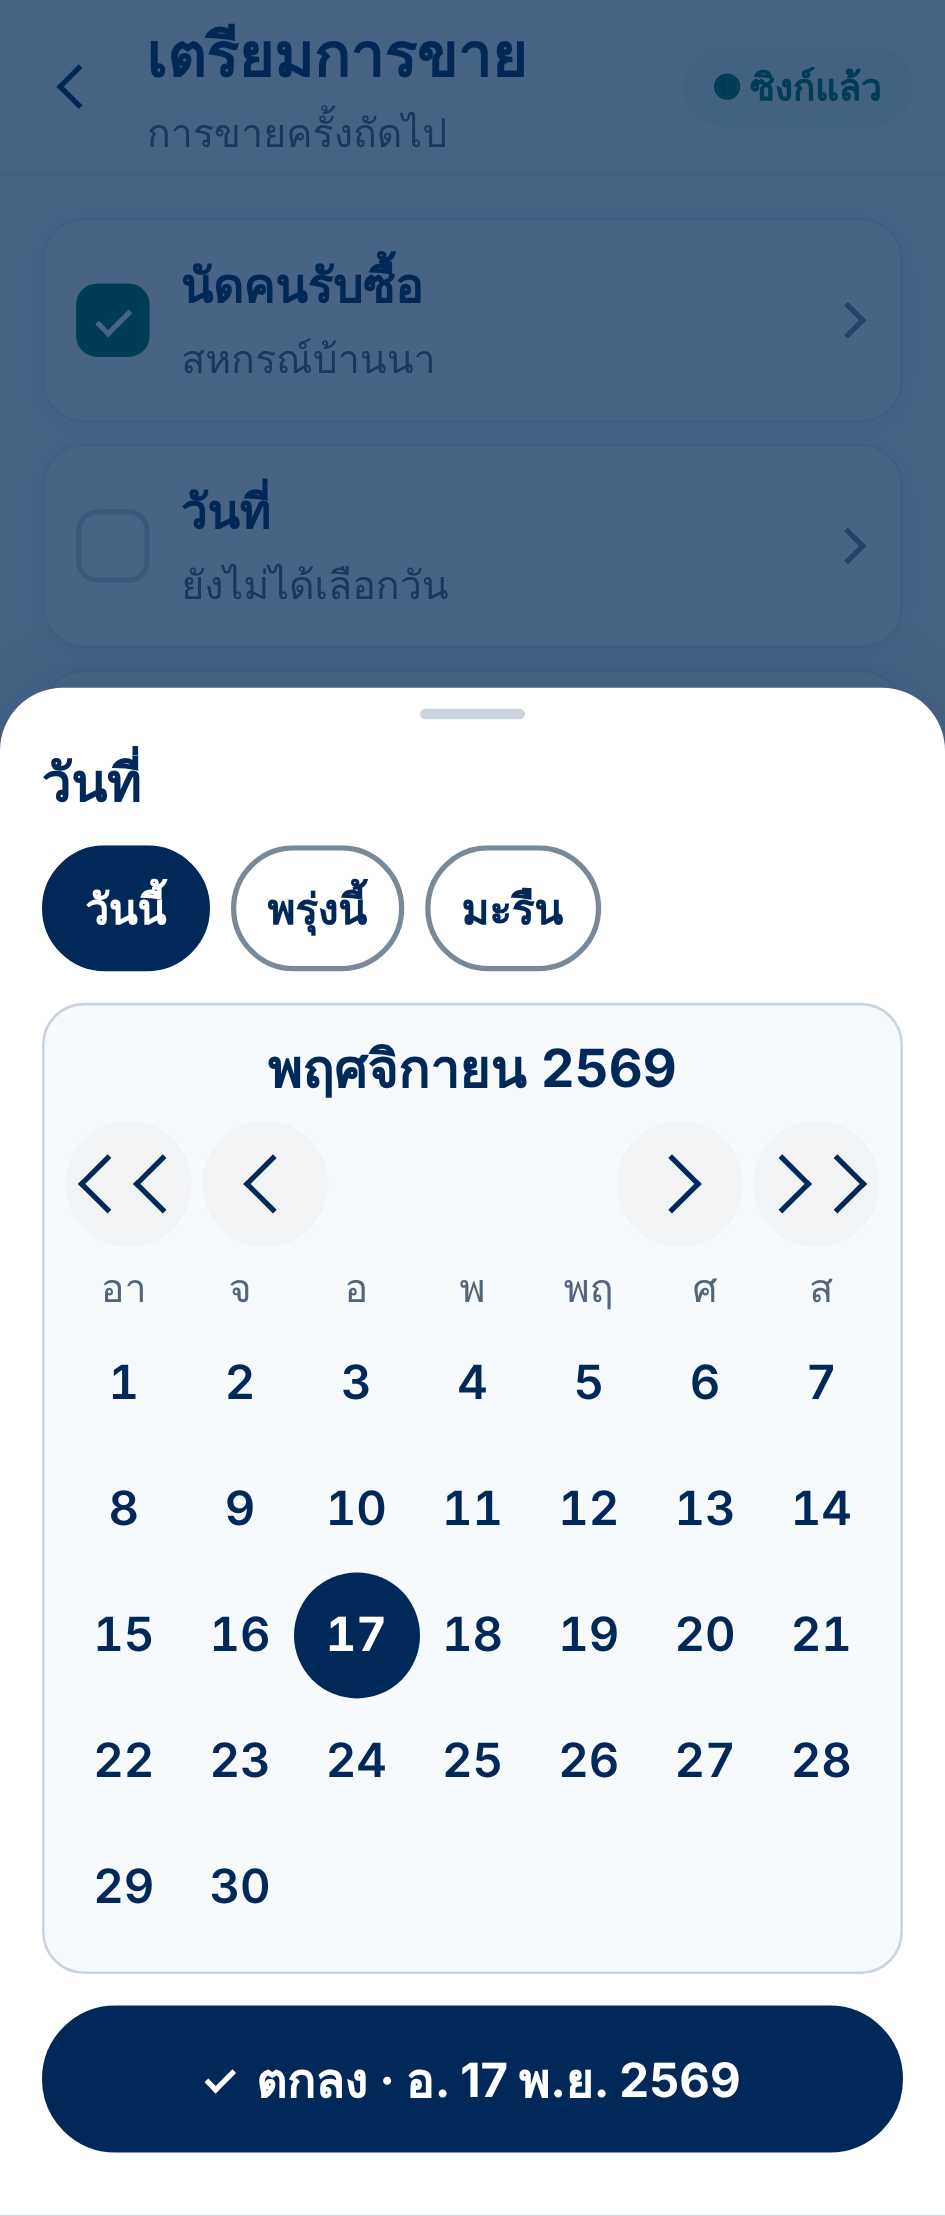 เตรียมการขาย
การขายครั้งถัดไป
ซิงก์แล้ว
นัดคนรับซื้อ
สหกรณ์บ้านนา
วันที่
ยังไม่ได้เลือกวัน
วันที่
วันนี้ พรุ่งนี้ มะรืน
พฤศจิกายน 2569
อา จ อ พ พฤ ศ ส
1 2 3 4 5 6 7
8 9 10 11 12 13 14
15 16 17 18 19 20 21
22 23 24 25 26 27 28
29 30
ตกลง · อ. 17 พ.ย. 2569